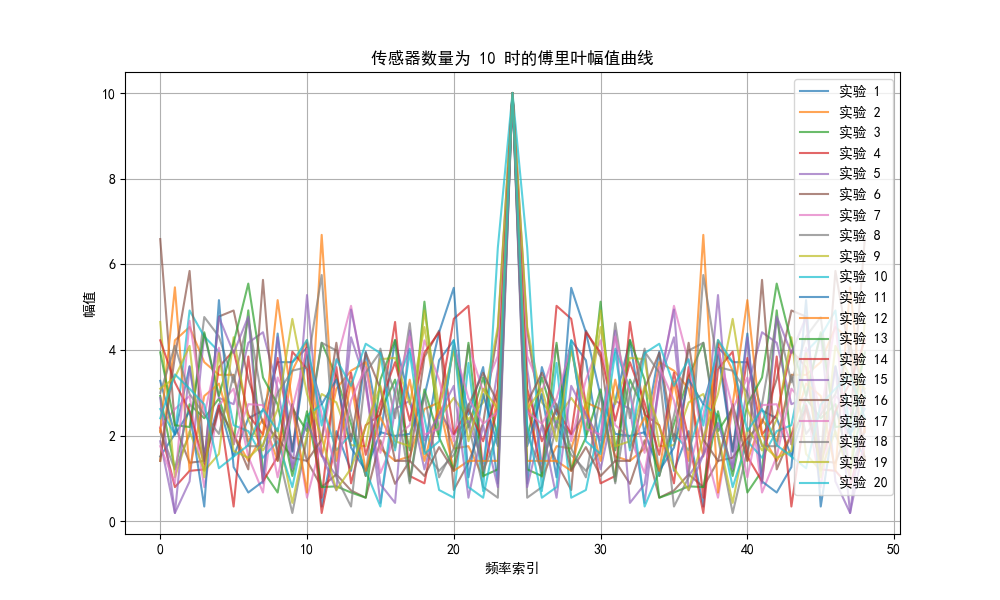 传感器数量为 10 时的傅里叶幅值曲线
幅值
10
8
6
4
2
0
0 10 20 30 40 50
频率索引
实验 1
实验 2
实验 3
实验 4
实验 5
实验 6
实验 7
实验 8
实验 9
实验 10
实验 11
实验 12
实验 13
实验 14
实验 15
实验 16
实验 17
实验 18
实验 19
实验 20